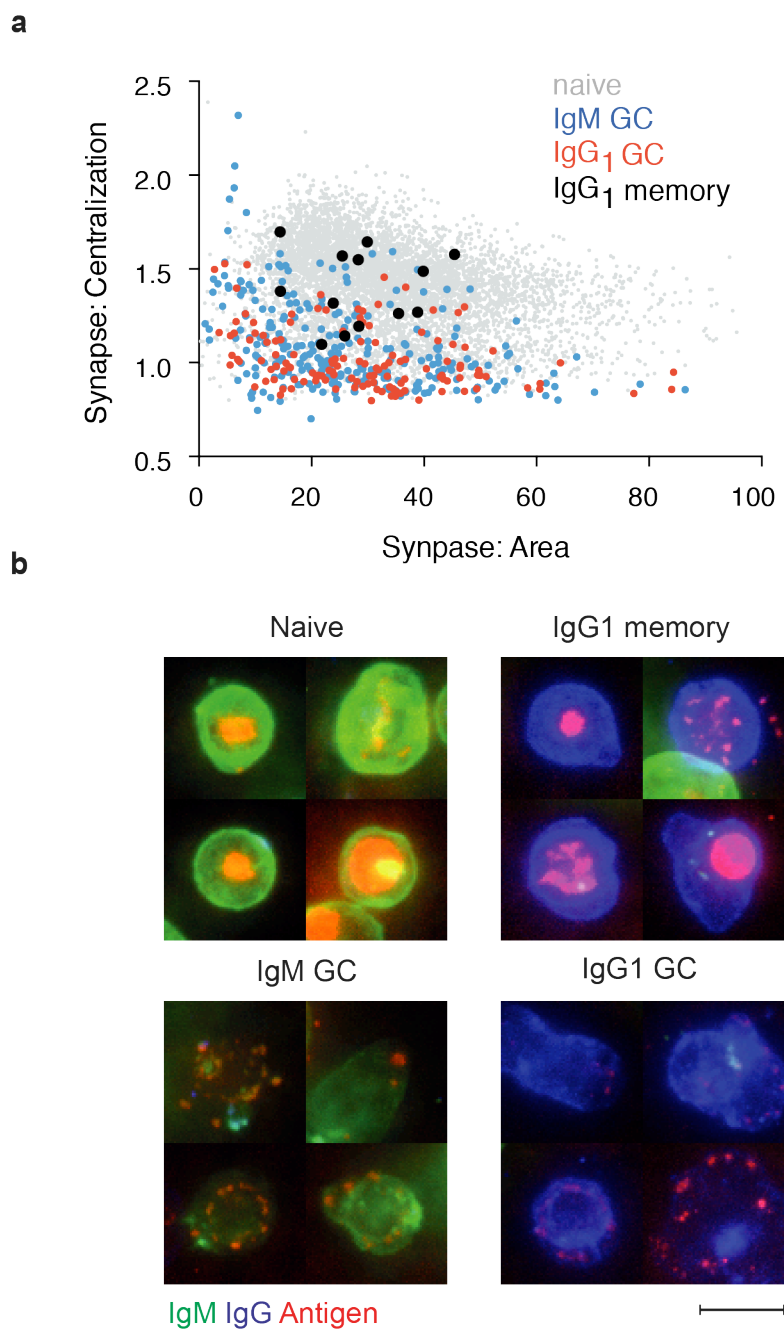 a
2.5
2.0
1.5
1.0
0.5
Synapse: Centralization
naive
IgM GC
IgG1 GC
IgG1 memory
0 20 40 60 80 100
Synpase: Area
b
Naive IgG1 memory
IgM GC IgG1 GC
IgM IgG Antigen